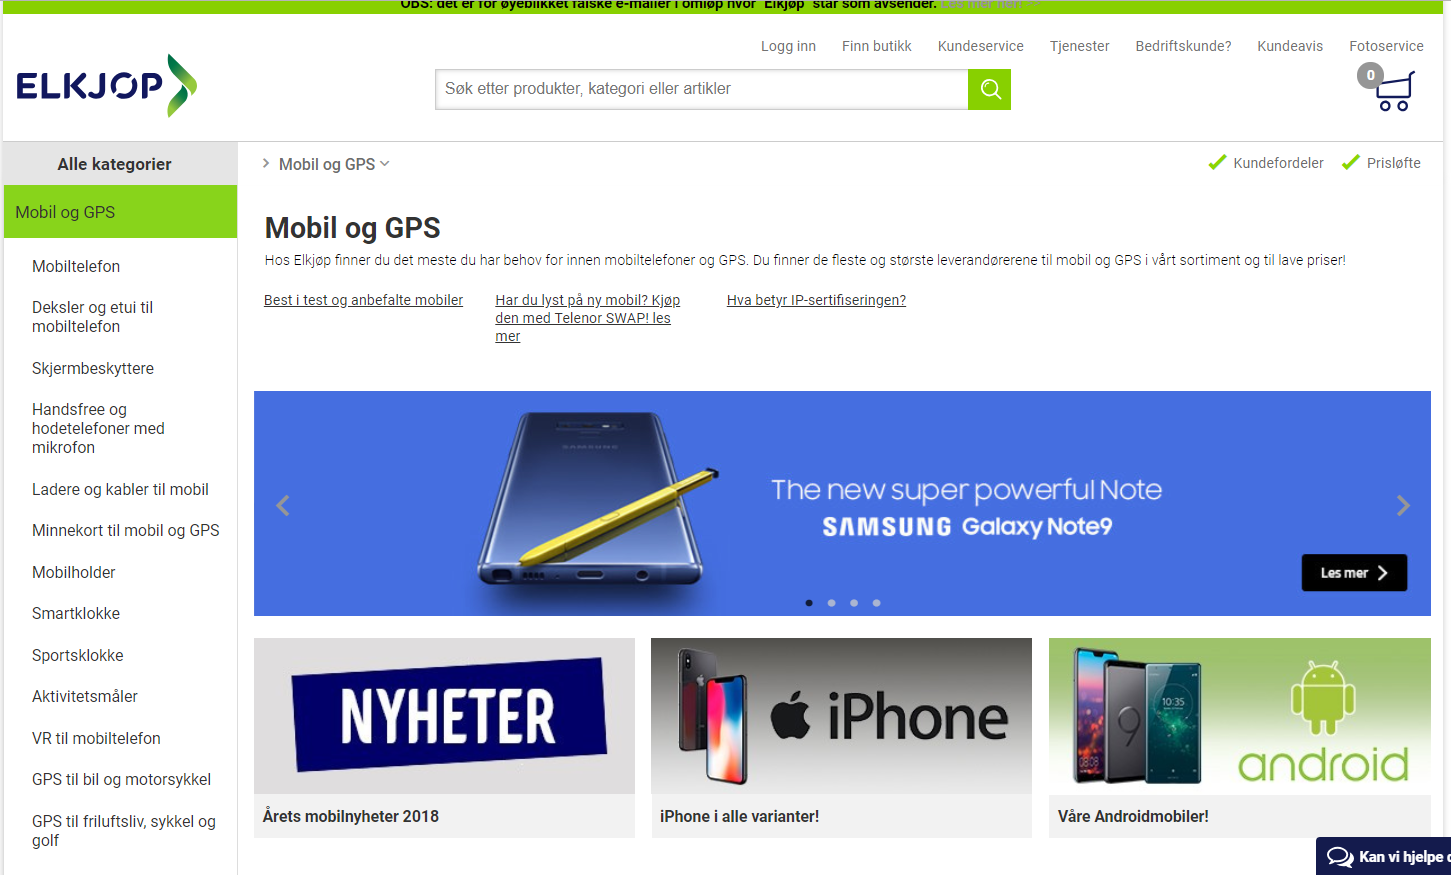 OBS: det er for øyeblikket falske e-mailer i omløp hvor "Elkjøp" står som avsender. Les mer her! >>
Logg inn
Finn butikk
Kundeservice
Tjenester
Bedriftskunde?
Kundeavis
Fotoservice
ELKJØP
Søk etter produkter, kategori eller artikler
0
Alle kategorier
Mobil og GPS
Kundefordeler
Prisløfte
Mobil og GPS
Mobiltelefon
Deksler og etui til
mobiltelefon
Skjermbeskyttere
Handsfree og
hodetelefoner med
mikrofon
Ladere og kabler til mobil
Minnekort til mobil og GPS
Mobilholder
Smartklokke
Sportsklokke
Aktivitetsmåler
VR til mobiltelefon
GPS til bil og motorsykkel
GPS til friluftsliv, sykkel og
golf
Mobil og GPS
Hos Elkjøp finner du det meste du har behov for innen mobiltelefoner og GPS. Du finner de fleste og største leverandørerene til mobil og GPS i vårt sortiment og til lave priser!
Best i test og anbefalte mobiler
Har du lyst på ny mobil? Kjøp
den med Telenor SWAP! les
mer
Hva betyr IP-sertifiseringen?
SAMSUNG
The new super powerful Note
SAMSUNG Galaxy Note9
Les mer
NYHETER
iPhone
08:08
9
10:35
android
Årets mobilnyheter 2018
iPhone i alle varianter!
Våre Androidmobiler!
Kan vi hjelpe